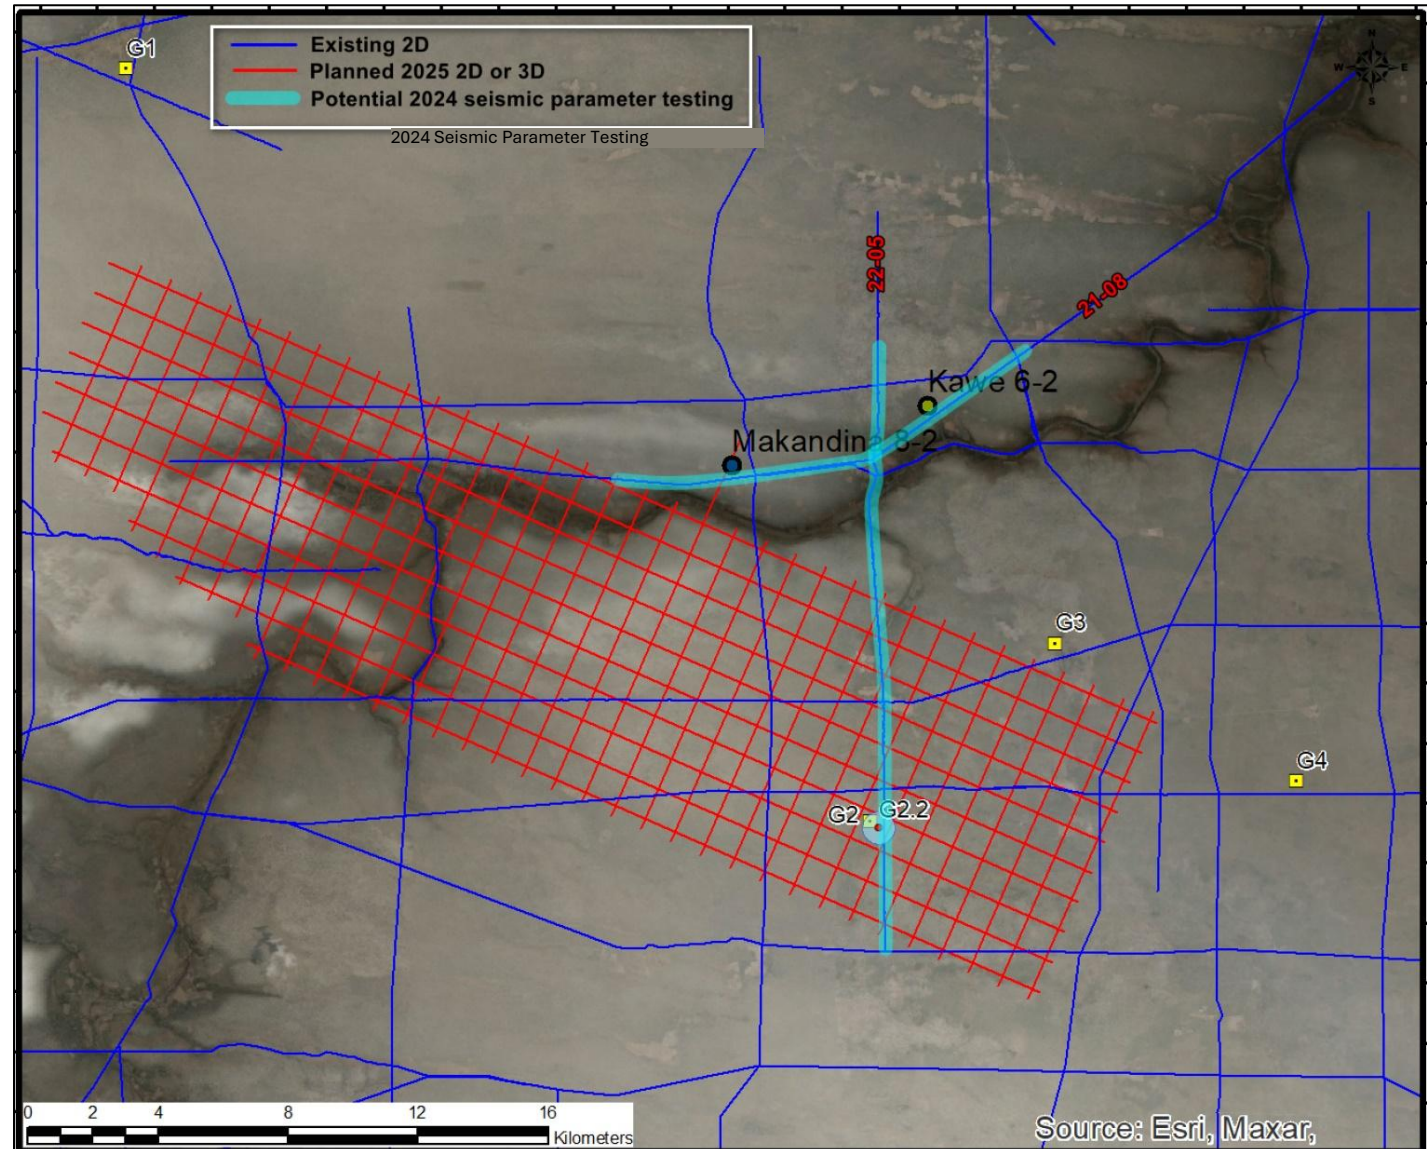 G1
Existing 2D
Planned 2025 2D or 3D
Potential 2024 seismic parameter testing
2024 Seismic Parameter Testing
N
W E
S
22-05
21-08
Kawe 6-2
Makandina 8-2
G3
G4
G2 G2.2
0 2 4 8 12 16
Kilometers
Source: Esri, Maxar,